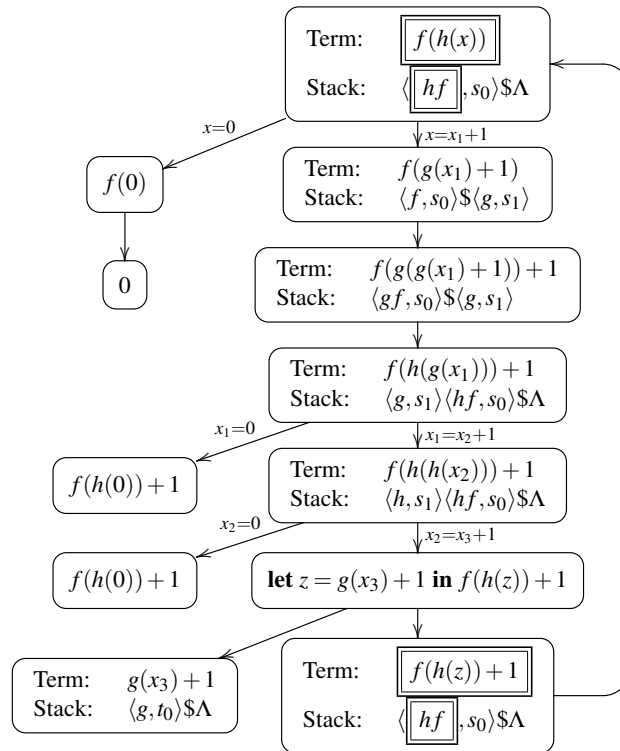 Term: f(h(x))
Stack: ⟨hf, s₀⟩$Λ
x=0
x=x₁+1
f(0)
Term: f(g(x₁)+1)
Stack: ⟨f,s₀⟩$⟨g,s₁⟩
0
Term: f(g(g(x₁)+1))+1
Stack: ⟨gf,s₀⟩$⟨g,s₁⟩
Term: f(h(g(x₁)))+1
Stack: ⟨g,s₁⟩⟨hf,s₀⟩$Λ
x₁=0
x₁=x₂+1
f(h(0))+1
Term: f(h(h(x₂)))+1
Stack: ⟨h,s₁⟩⟨hf,s₀⟩$Λ
x₂=0
x₂=x₃+1
f(h(0))+1
let z = g(x₃)+1 in f(h(z))+1
Term: g(x₃)+1
Stack: ⟨g,t₀⟩$Λ
Term: f(h(z))+1
Stack: ⟨hf, s₀⟩$Λ